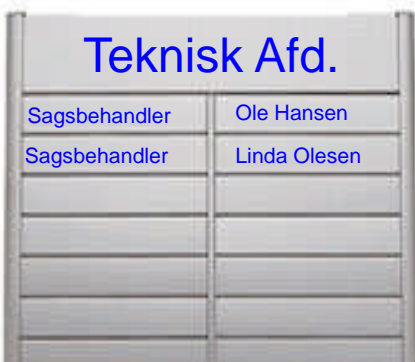 Teknisk Afd.
Sagsbehandler Ole Hansen
Sagsbehandler Linda Olesen